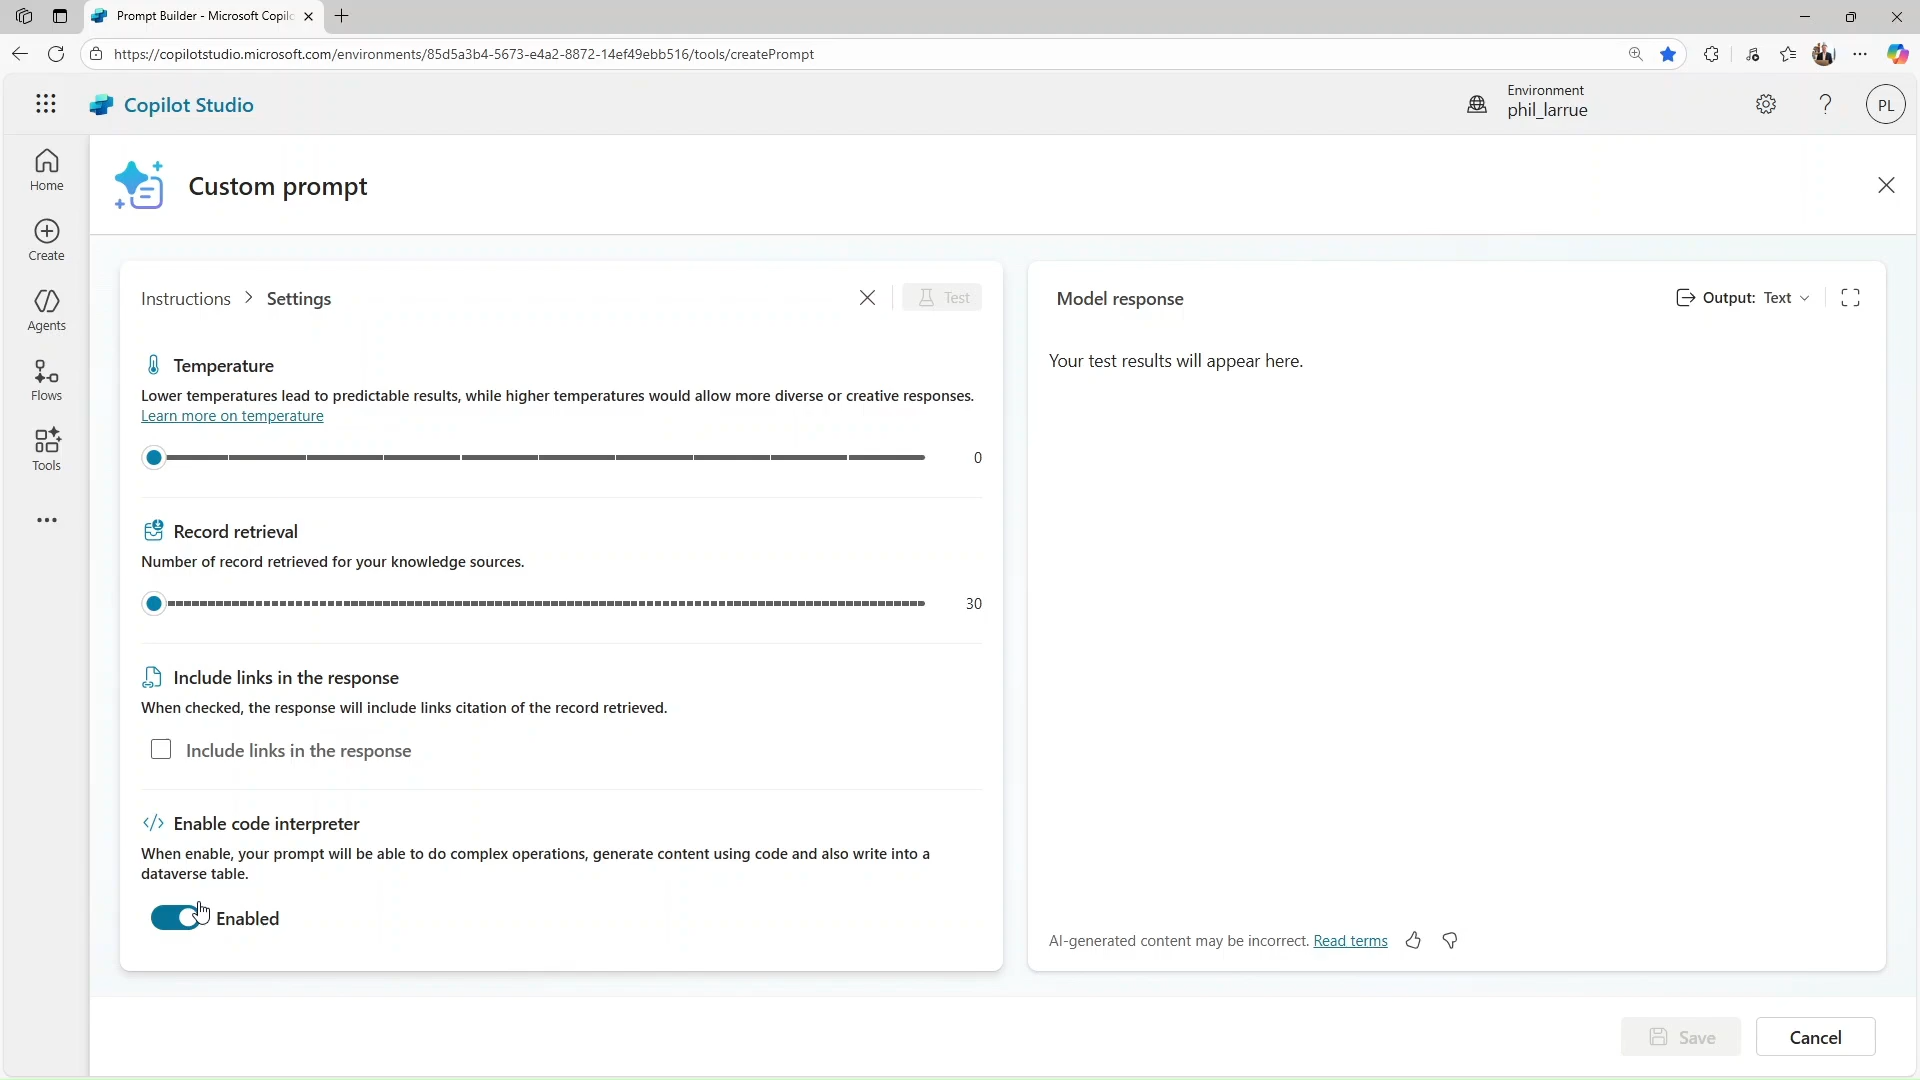 Prompt Builder - Microsoft Copilo
https://copilotstudio.microsoft.com/environments/85d5a3b4-5673-e4a2-8872-14ef49ebb516/tools/createPrompt
Copilot Studio
Environment
phil_larrue
PL
Home
Create
Agents
Flows
Tools
Custom prompt
Instructions > Settings
Test
Temperature
Lower temperatures lead to predictable results, while higher temperatures would allow more diverse or creative responses.
Learn more on temperature
0
Record retrieval
Number of record retrieved for your knowledge sources.
30
Include links in the response
When checked, the response will include links citation of the record retrieved.
Include links in the response
Enable code interpreter
When enable, your prompt will be able to do complex operations, generate content using code and also write into a
dataverse table.
Enabled
Model response
Output: Text
Your test results will appear here.
AI-generated content may be incorrect. Read terms
Save
Cancel